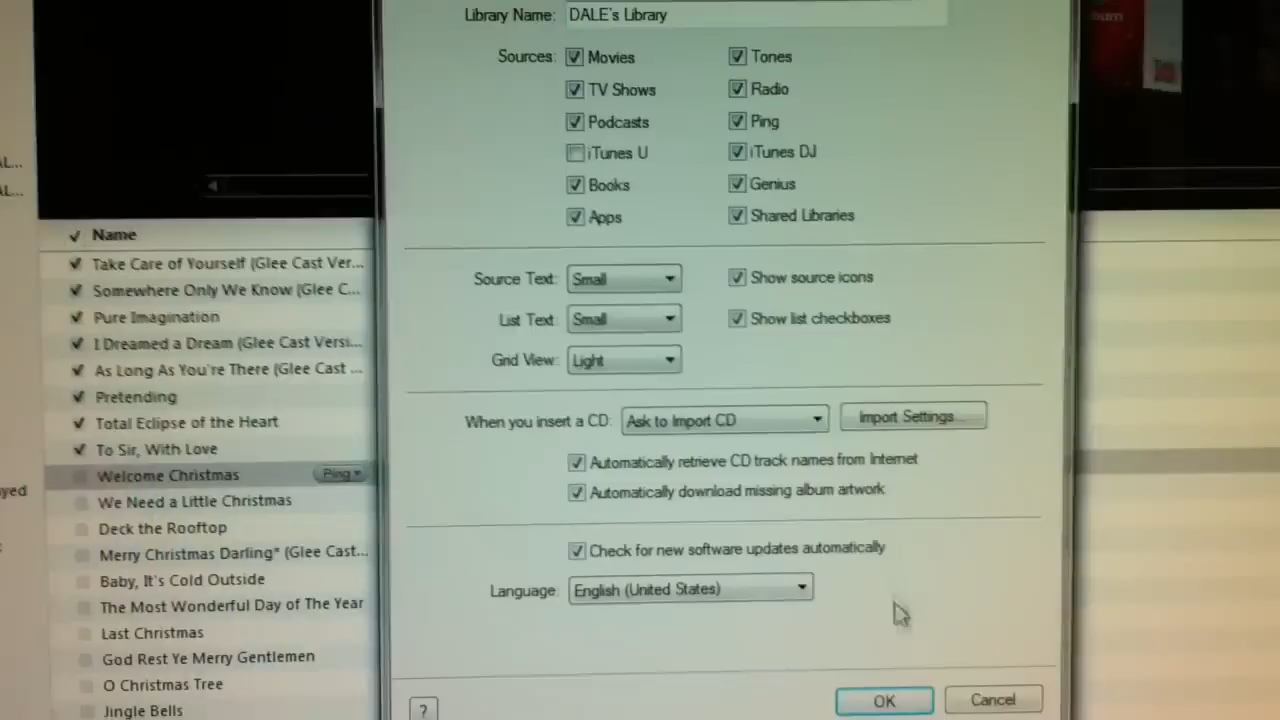 Library Name: DALE's Library
Sources: Movies Tones
TV Shows Radio
Podcasts Ping
iTunes U iTunes DJ
Books Genius
Apps Shared Libraries
Source Text: Small Show source icons
List Text: Small Show list checkboxes
Grid View: Light
When you insert a CD: Ask to Import CD Import Settings...
Automatically retrieve CD track names from Internet
Automatically download missing album artwork
Check for new software updates automatically
Language: English (United States)
? OK Cancel
AL...
AL...
Name
Take Care of Yourself (Glee Cast Ver...
Somewhere Only We Know (Glee C...
Pure Imagination
I Dreamed a Dream (Glee Cast Versi...
As Long As You're There (Glee Cast ...
Pretending
Total Eclipse of the Heart
To Sir, With Love
Welcome Christmas Ping
We Need a Little Christmas
Deck the Rooftop
Merry Christmas Darling* (Glee Cast...
Baby, It's Cold Outside
The Most Wonderful Day of The Year
Last Christmas
God Rest Ye Merry Gentlemen
O Christmas Tree
Jingle Bells
yed